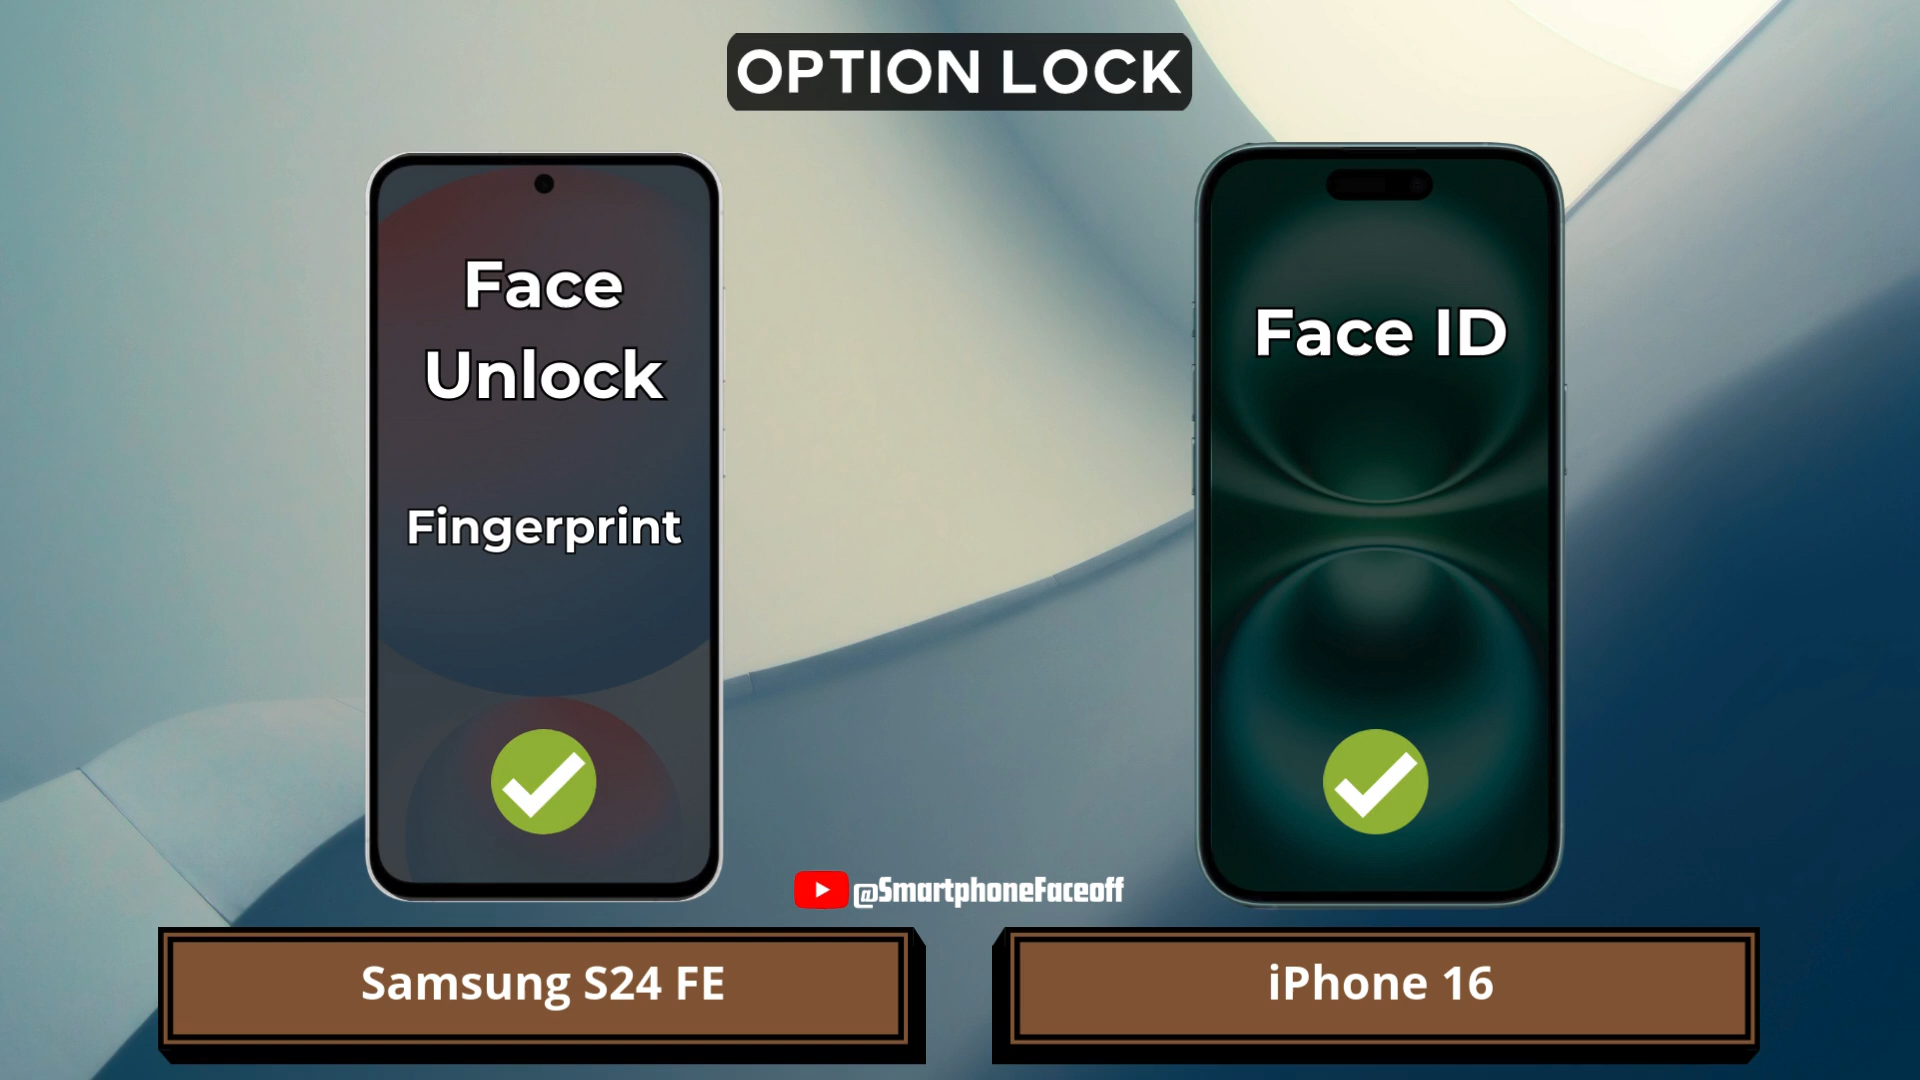 OPTION LOCK
Face
Unlock
Fingerprint
Face ID
@SmartphoneFaceoff
Samsung S24 FE
iPhone 16